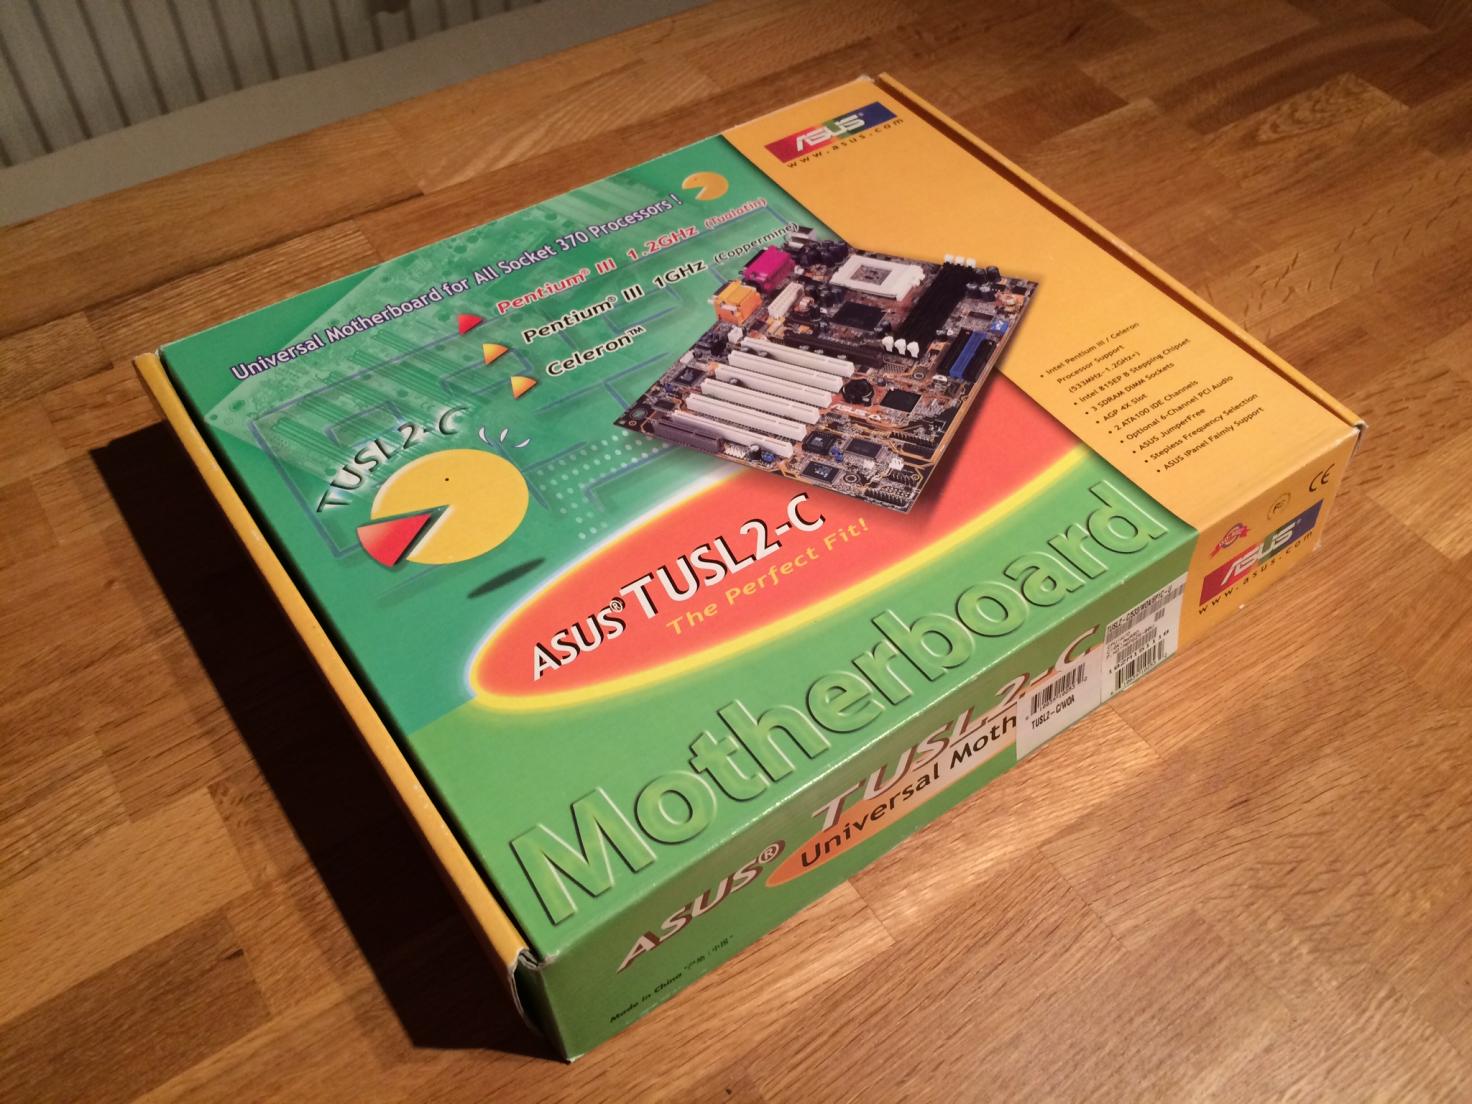 ASUS®
www.asus.com
Universal Motherboard for All Socket 370 Processors !
Pentium® III 1.2GHz (Tualatin)
Pentium® III 1GHz (Coppermine)
Celeron™
TUSL2-C
• Intel Pentium III / Celeron
Processor Support
(533MHz~1.2GHz+)
• Intel 815EP B Stepping Chipset
• 3 SDRAM DIMM Sockets
• AGP 4X Slot
• 2 ATA100 IDE Channels
• Optional 6-Channel PCI Audio
• ASUS JumperFree
• Stepless Frequency Selection
• ASUS iPanel Faimly Support
ASUS® TUSL2-C
The Perfect Fit!
Motherboard
CE
FC
ASUS®
www.asus.com
ASUS® TUSL2-C
Universal Moth
TUSL2-C/WOA
Made in China